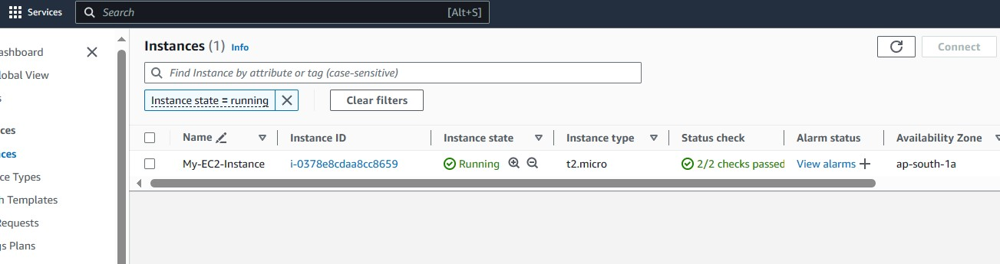 Services
Search [Alt+S]
ashboard
lobal View
s
ces
ces
ce Types
h Templates
Requests
gs Plans
Instances (1) Info
Connect
Find Instance by attribute or tag (case-sensitive)
Instance state = running
Clear filters
Name Instance ID Instance state Instance type Status check Alarm status Availability Zone
My-EC2-Instance i-0378e8cdaa8cc8659 Running t2.micro 2/2 checks passed View alarms + ap-south-1a